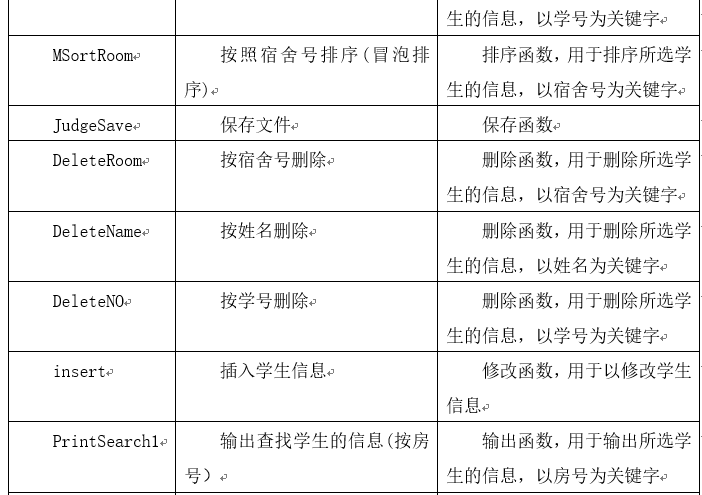 生的信息，以学号为关键字
MSortRoom 按照宿舍号排序(冒泡排 排序函数，用于排序所选学
序) 生的信息，以宿舍号为关键字
JudgeSave 保存文件 保存函数
DeleteRoom 按宿舍号删除 删除函数，用于删除所选学
生的信息，以宿舍号为关键字
DeleteName 按姓名删除 删除函数，用于删除所选学
生的信息，以姓名为关键字
DeleteNO 按学号删除 删除函数，用于删除所选学
生的信息，以学号为关键字
insert 插入学生信息 修改函数，用于以修改学生
信息
PrintSearch1 输出查找学生的信息(按房 输出函数，用于输出所选学
号） 生的信息，以房号为关键字